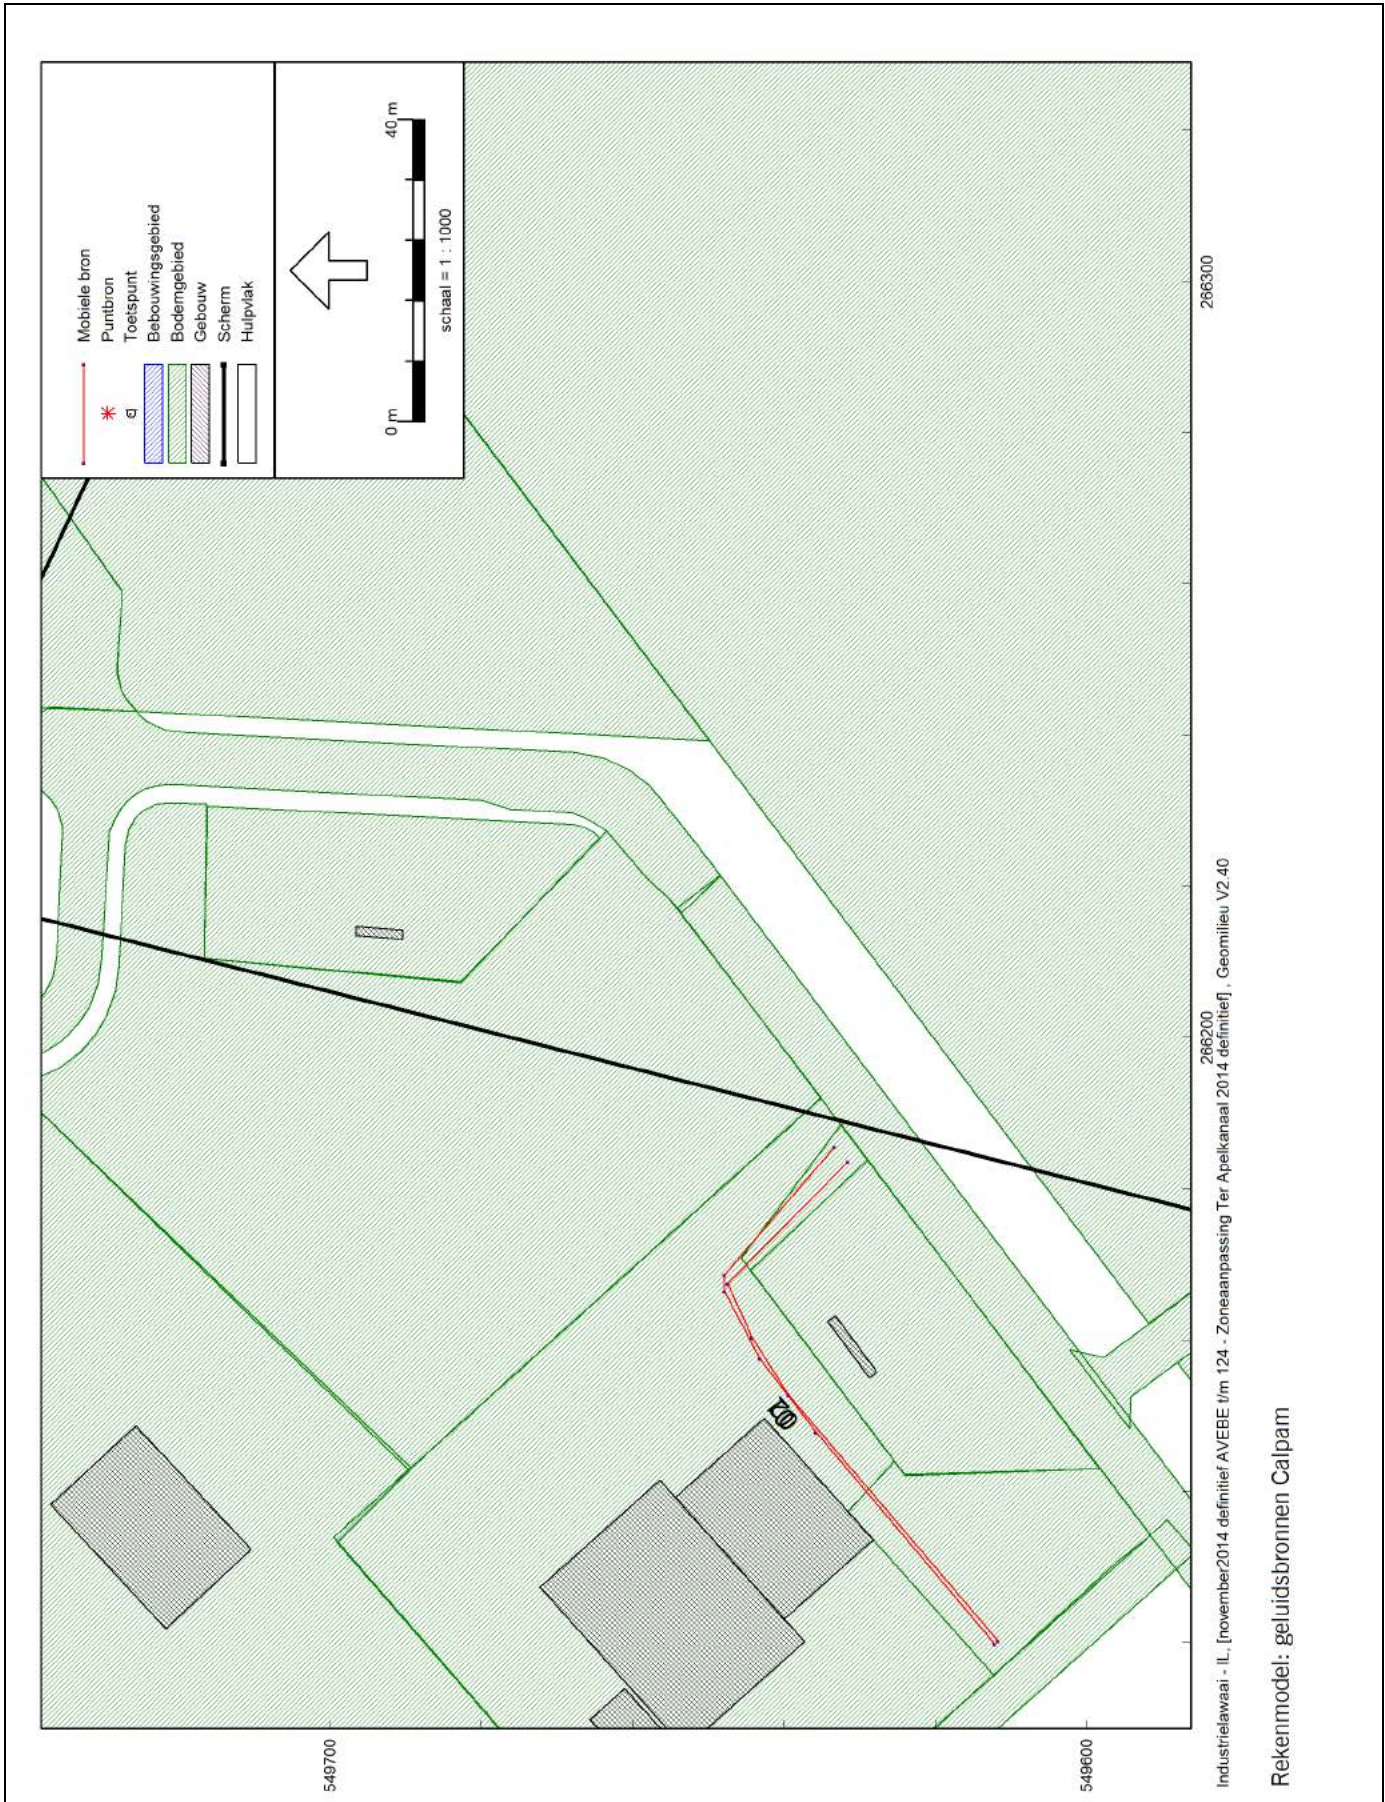 Mobiele bron
Puntbron
Toetspunt
Bebouwingsgebied
Bodemgebied
Gebouw
Scherm
Hulpvlak
0 m
40 m
schaal = 1 : 1000
549700
549600
266200
266300
Industrielawaai - IL, [november2014 definitief AVEBE t/m 124 - Zoneaanpassing Ter Apelkanaal 2014 definitief] , Geomilieu V2.40
Rekenmodel: geluidsbronnen Calpam